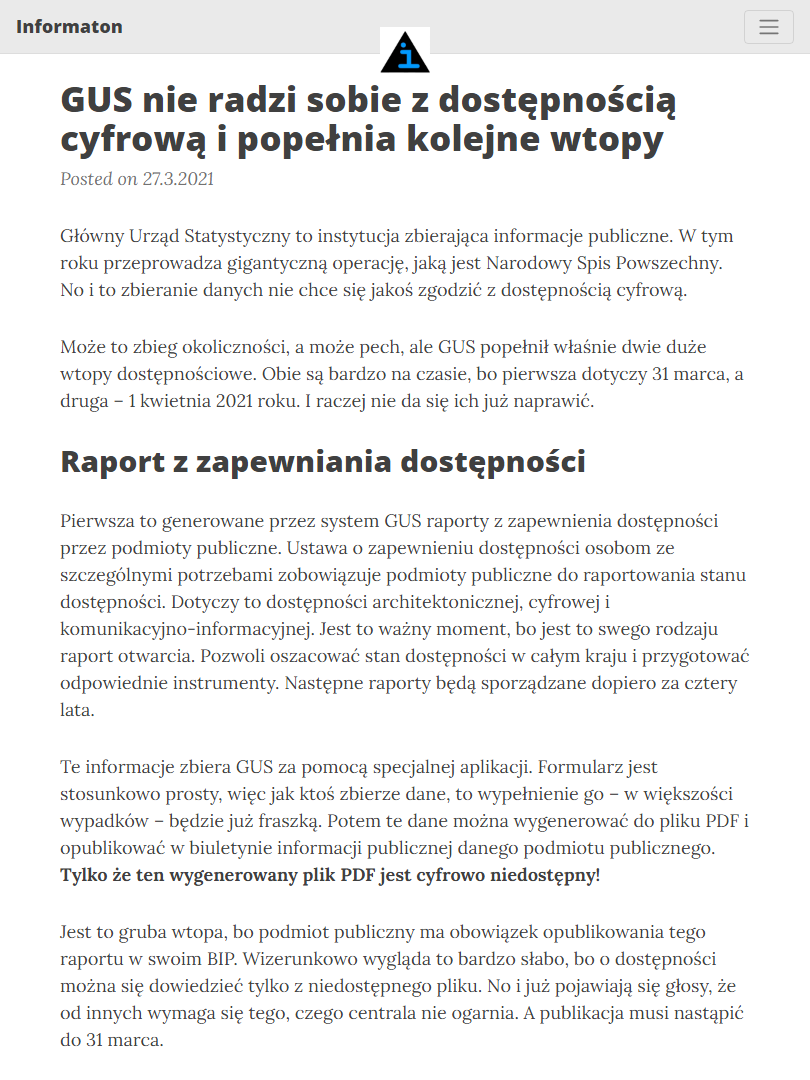 Informaton
i
GUS nie radzi sobie z dostępnością
cyfrową i popełnia kolejne wtopy
Posted on 27.3.2021
Główny Urząd Statystyczny to instytucja zbierająca informacje publiczne. W tym
roku przeprowadza gigantyczną operację, jaką jest Narodowy Spis Powszechny.
No i to zbieranie danych nie chce się jakoś zgodzić z dostępnością cyfrową.
Może to zbieg okoliczności, a może pech, ale GUS popełnił właśnie dwie duże
wtopy dostępnościowe. Obie są bardzo na czasie, bo pierwsza dotyczy 31 marca, a
druga – 1 kwietnia 2021 roku. I raczej nie da się ich już naprawić.
Raport z zapewniania dostępności
Pierwsza to generowane przez system GUS raporty z zapewnienia dostępności
przez podmioty publiczne. Ustawa o zapewnieniu dostępności osobom ze
szczególnymi potrzebami zobowiązuje podmioty publiczne do raportowania stanu
dostępności. Dotyczy to dostępności architektonicznej, cyfrowej i
komunikacyjno-informacyjnej. Jest to ważny moment, bo jest to swego rodzaju
raport otwarcia. Pozwoli oszacować stan dostępności w całym kraju i przygotować
odpowiednie instrumenty. Następne raporty będą sporządzane dopiero za cztery
lata.
Te informacje zbiera GUS za pomocą specjalnej aplikacji. Formularz jest
stosunkowo prosty, więc jak ktoś zbierze dane, to wypełnienie go – w większości
wypadków – będzie już fraszką. Potem te dane można wygenerować do pliku PDF i
opublikować w biuletynie informacji publicznej danego podmiotu publicznego.
Tylko że ten wygenerowany plik PDF jest cyfrowo niedostępny!
Jest to gruba wtopa, bo podmiot publiczny ma obowiązek opublikowania tego
raportu w swoim BIP. Wizerunkowo wygląda to bardzo słabo, bo o dostępności
można się dowiedzieć tylko z niedostępnego pliku. No i już pojawiają się głosy, że
od innych wymaga się tego, czego centrala nie ogarnia. A publikacja musi nastąpić
do 31 marca.